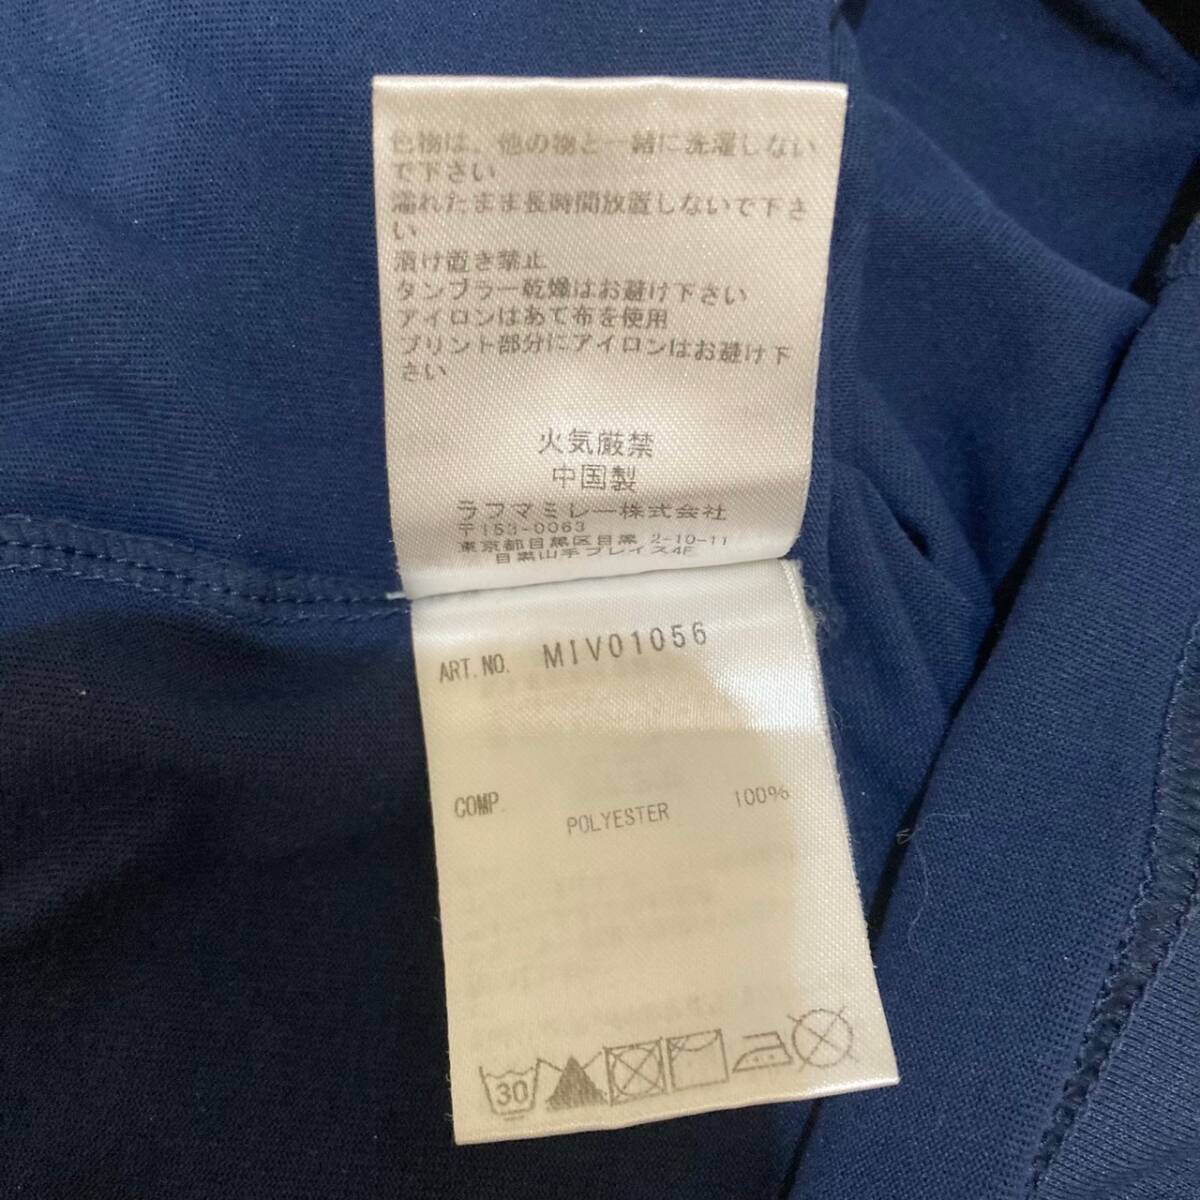 色物は、他の物と一緒に洗濯しない
で下さい
濡れたまま長時間放置しないで下さ
い
漬け置き禁止
タンブラー乾燥はお避け下さい
アイロンはあて布を使用
プリント部分にアイロンはお避け下
さい
火気厳禁
中国製
ラフマミレー株式会社
〒153-0063
東京都目黒区目黒 2-10-11
目黒山手プレイス4F
ART.NO. MIV01056
COMP. POLYESTER 100%
30